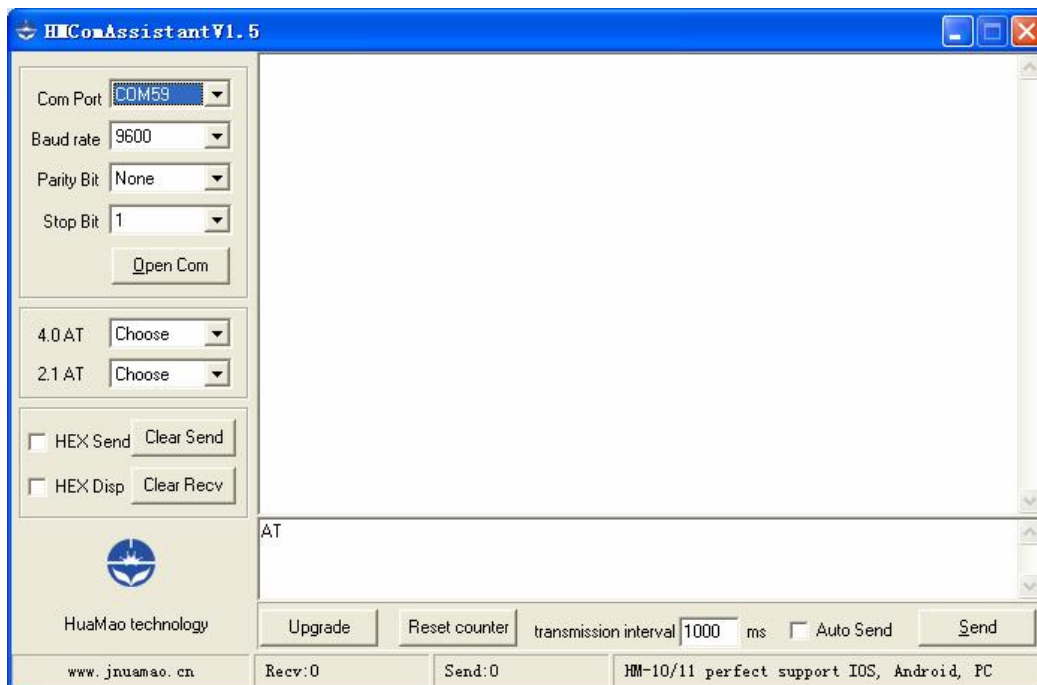 HMComAssistantV1.5
Com Port COM59
Baud rate 9600
Parity Bit None
Stop Bit 1
Open Com
4.0 AT Choose
2.1 AT Choose
HEX Send Clear Send
HEX Disp Clear Recv
AT
HuaMao technology
Upgrade Reset counter transmission interval 1000 ms Auto Send Send
www.jnuamao.cn Recv:0 Send:0 HM-10/11 perfect support IOS, Android, PC